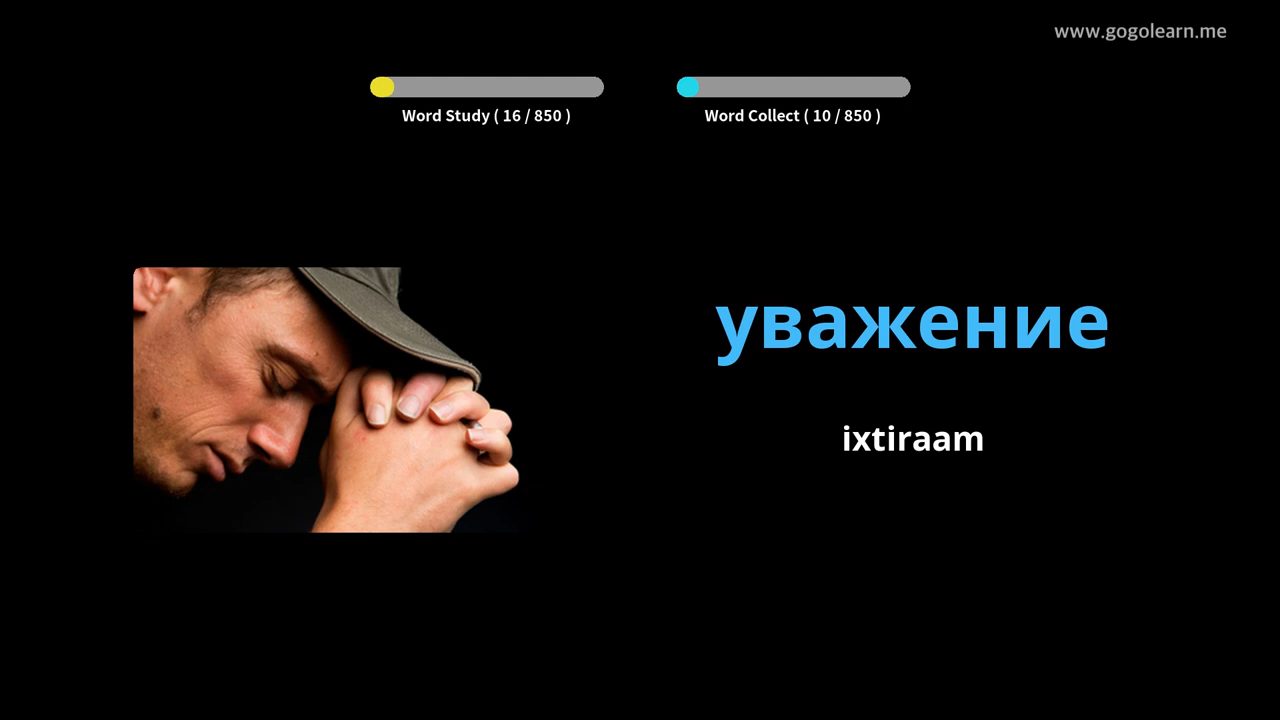 www.gogolearn.me
Word Study ( 16 / 850 )
Word Collect ( 10 / 850 )
уважение
ixtiraam